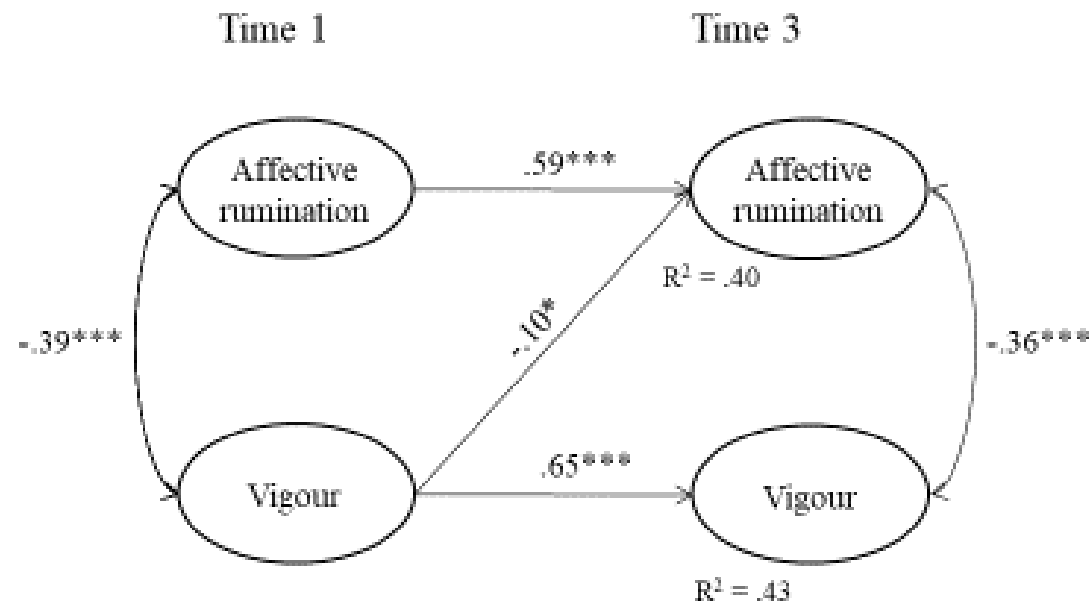 Time 1
Time 3
Affective
rumination
.59***
Affective
rumination
R² = .40
-.39***
-.10*
-.36***
Vigour
.65***
Vigour
R² = .43